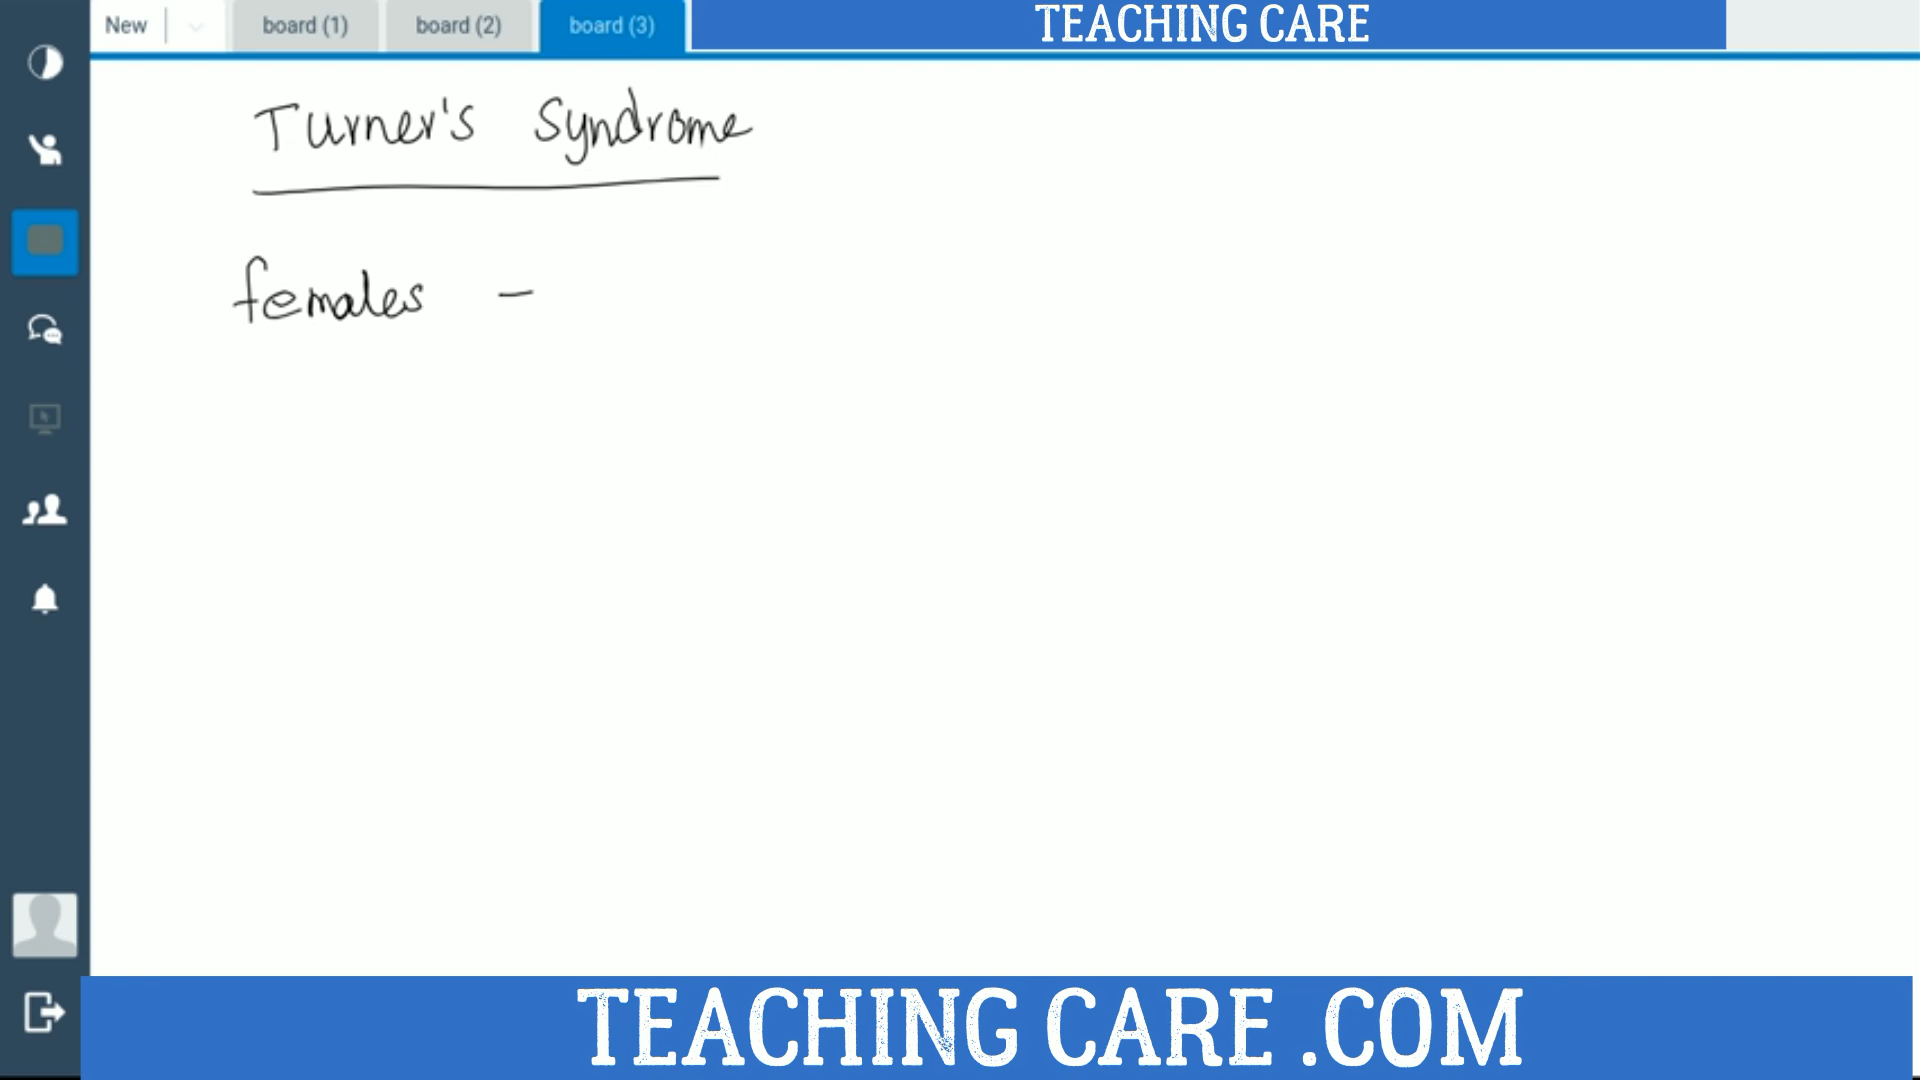 New board (1) board (2) board (3) TEACHING CARE
Turner's Syndrome
females -
TEACHING CARE .COM